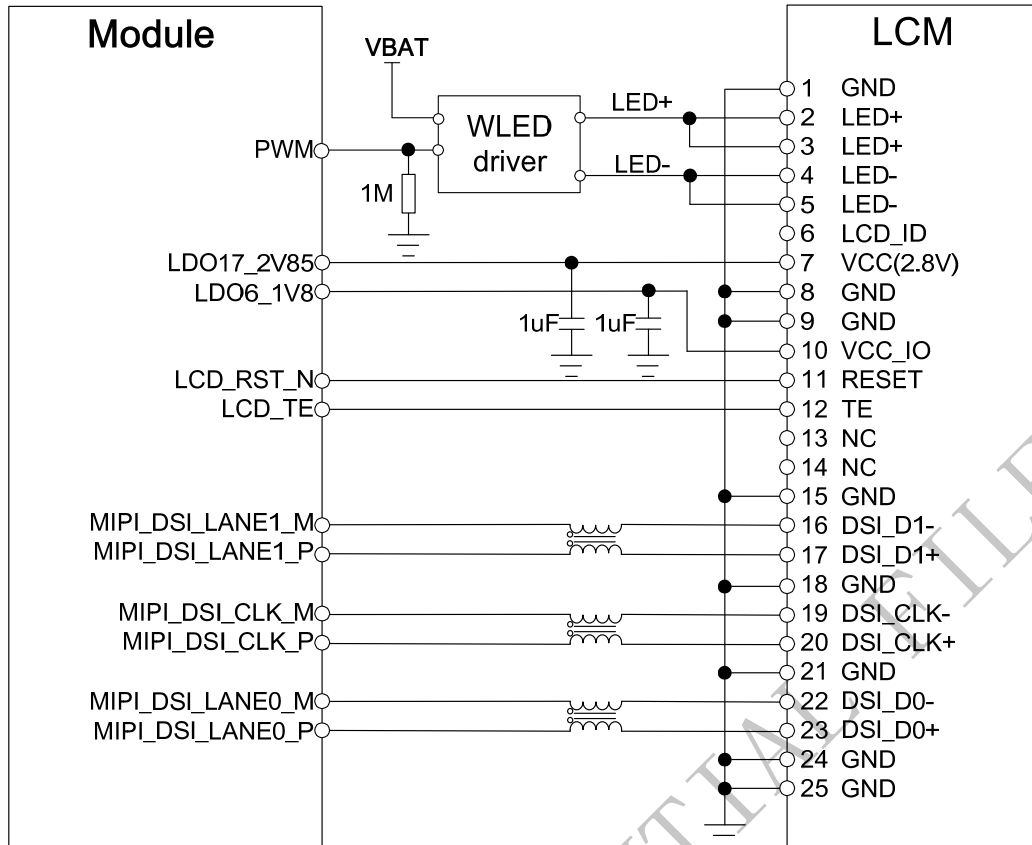 Module
LCM
VBAT
WLED
driver
LED+
LED-
PWM
1M
LDO17_2V85
LDO6_1V8
1uF
1uF
LCD_RST_N
LCD_TE
MIPI_DSI_LANE1_M
MIPI_DSI_LANE1_P
MIPI_DSI_CLK_M
MIPI_DSI_CLK_P
MIPI_DSI_LANE0_M
MIPI_DSI_LANE0_P
1 GND
2 LED+
3 LED+
4 LED-
5 LED-
6 LCD_ID
7 VCC(2.8V)
8 GND
9 GND
10 VCC_IO
11 RESET
12 TE
13 NC
14 NC
15 GND
16 DSI_D1-
17 DSI_D1+
18 GND
19 DSI_CLK-
20 DSI_CLK+
21 GND
22 DSI_D0-
23 DSI_D0+
24 GND
25 GND